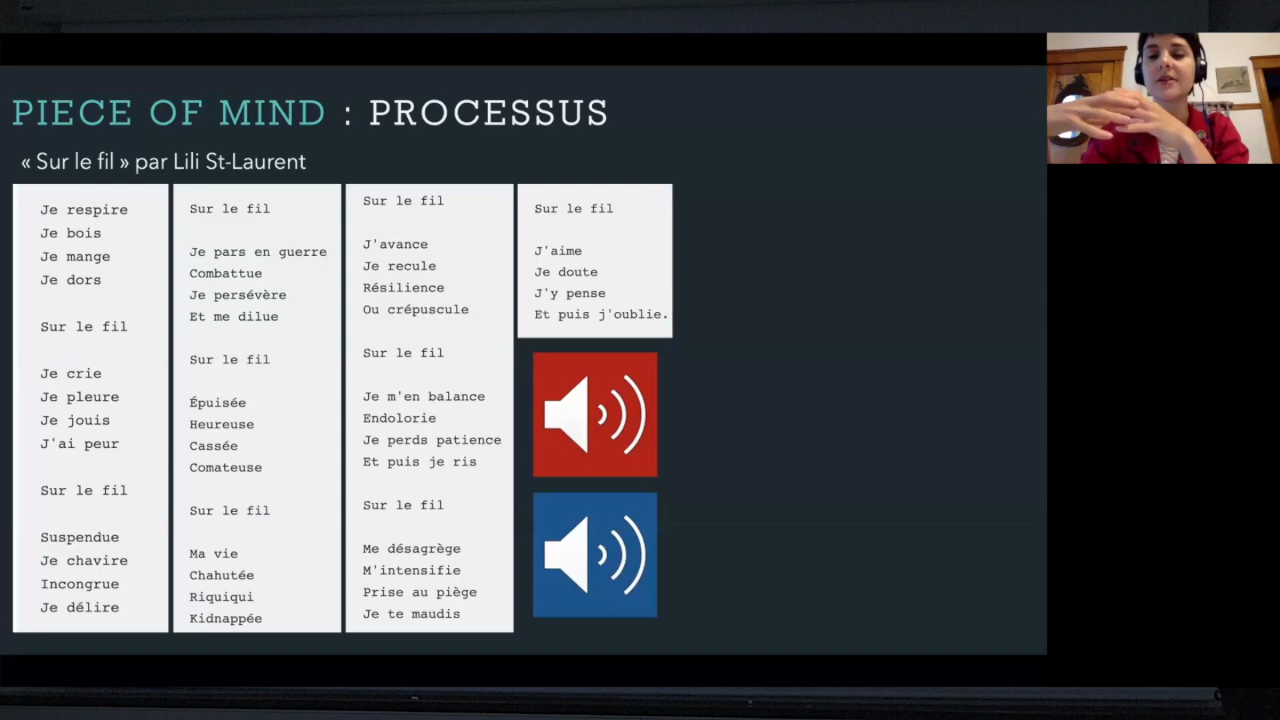 PIECE OF MIND : PROCESSUS
« Sur le fil » par Lili St-Laurent
Je respire
Je bois
Je mange
Je dors
Sur le fil
Je crie
Je pleure
Je jouis
J'ai peur
Sur le fil
Suspendue
Je chavire
Incongrue
Je délire
Sur le fil
Je pars en guerre
Combattue
Je persévère
Et me dilue
Sur le fil
Épuisée
Heureuse
Cassée
Comateuse
Sur le fil
Ma vie
Chahutée
Riquiqui
Kidnappée
Sur le fil
J'avance
Je recule
Résilience
Ou crépuscule
Sur le fil
Je m'en balance
Endolorie
Je perds patience
Et puis je ris
Sur le fil
Me désagrège
M'intensifie
Prise au piège
Je te maudis
Sur le fil
J'aime
Je doute
J'y pense
Et puis j'oublie.